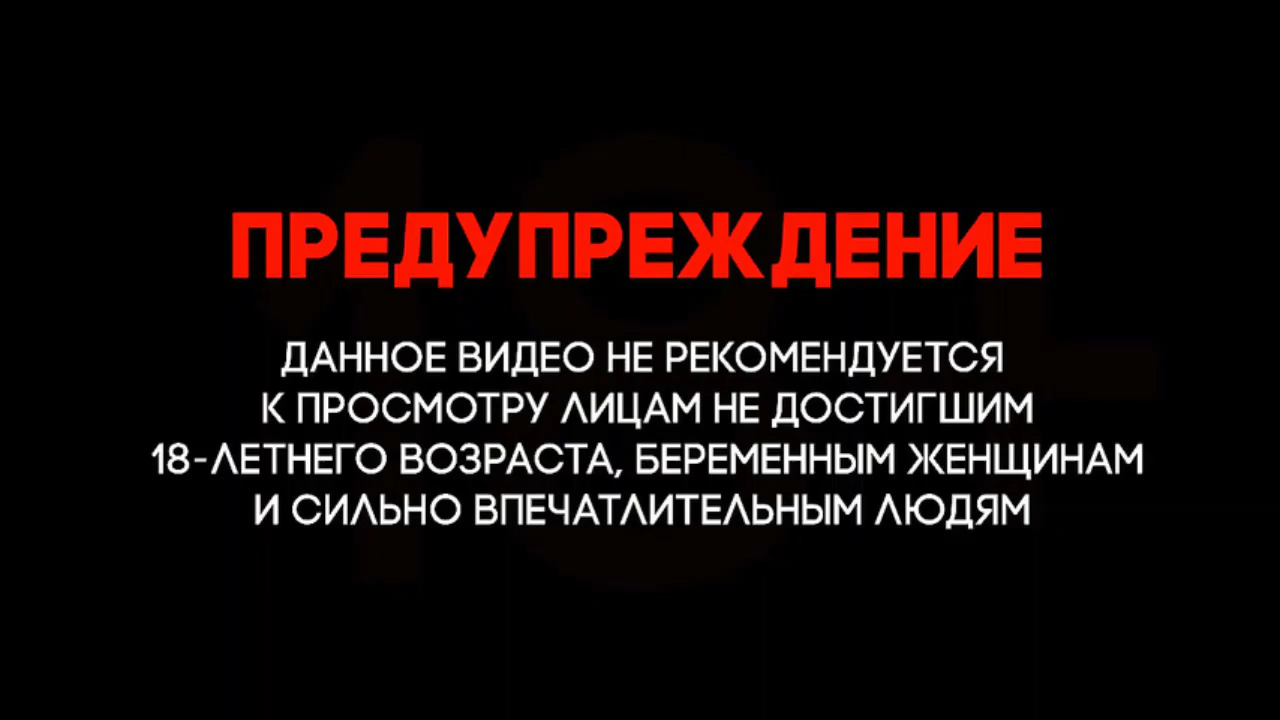 ПРЕДУПРЕЖДЕНИЕ
ДАННОЕ ВИДЕО НЕ РЕКОМЕНДУЕТСЯ
К ПРОСМОТРУ ЛИЦАМ НЕ ДОСТИГШИМ
18-ЛЕТНЕГО ВОЗРАСТА, БЕРЕМЕННЫМ ЖЕНЩИНАМ
И СИЛЬНО ВПЕЧАТЛИТЕЛЬНЫМ ЛЮДЯМ